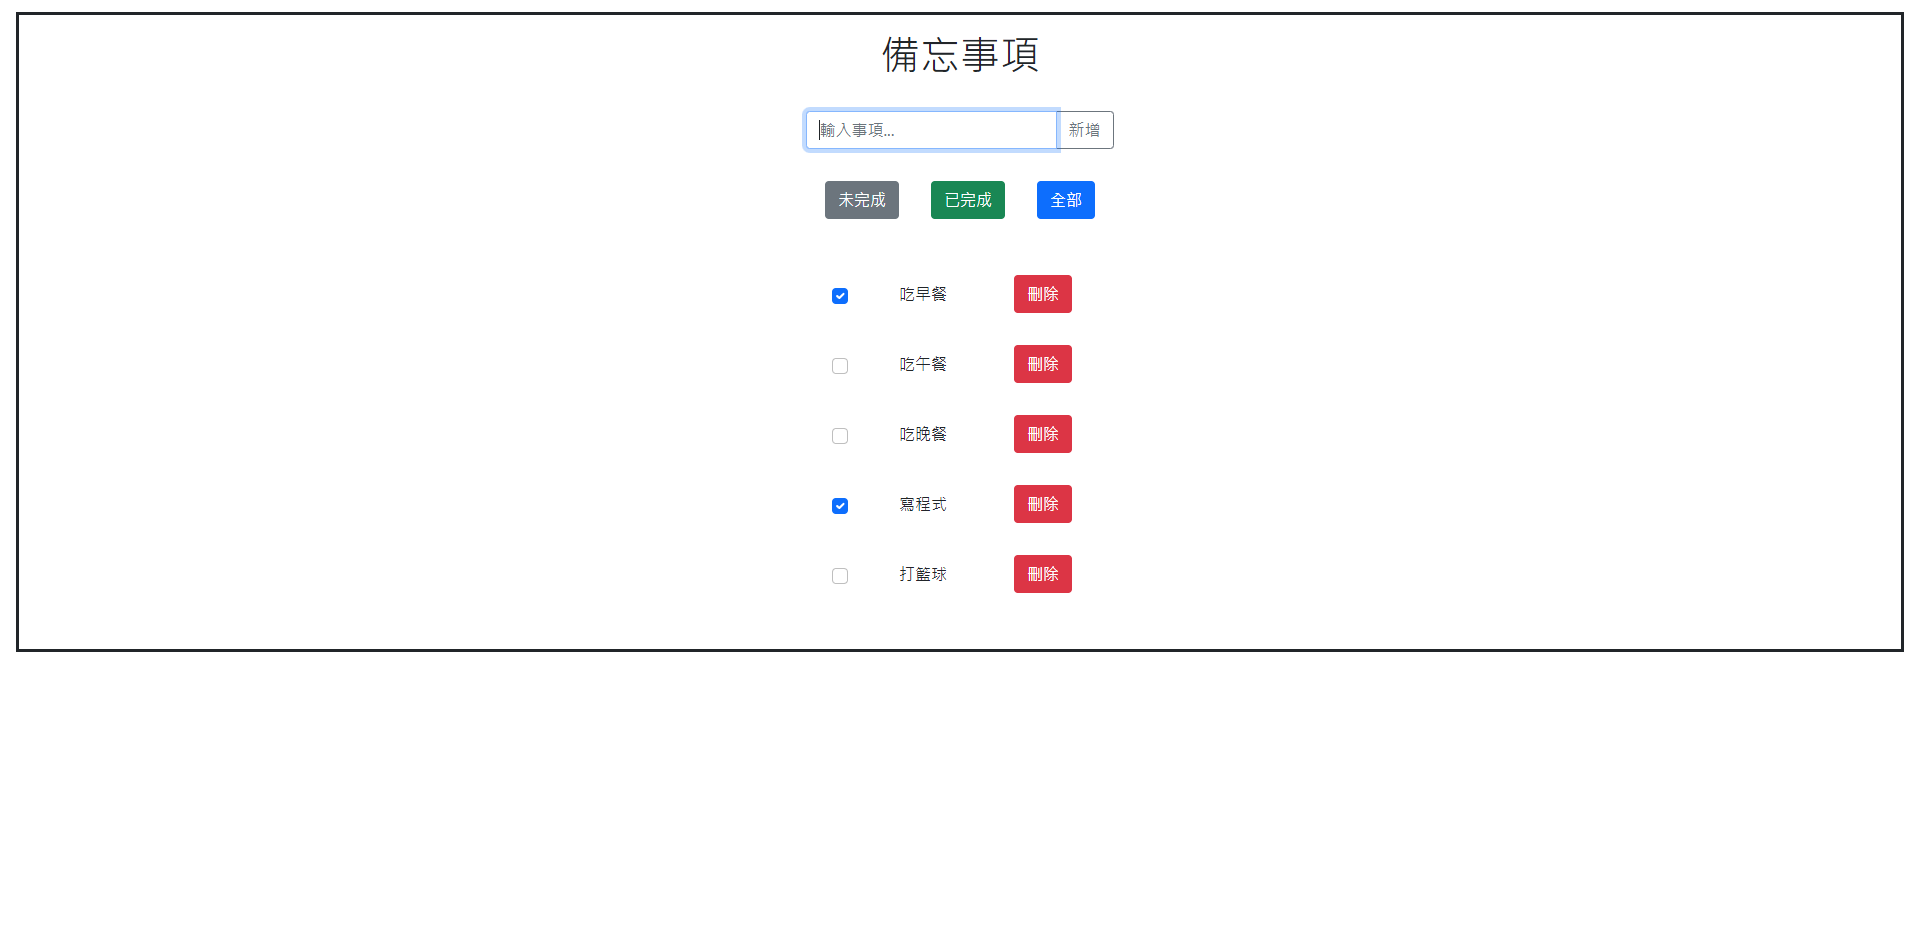 備忘事項
輸入事項...
新增
未完成 已完成 全部
吃早餐 刪除
吃午餐 刪除
吃晚餐 刪除
寫程式 刪除
打籃球 刪除